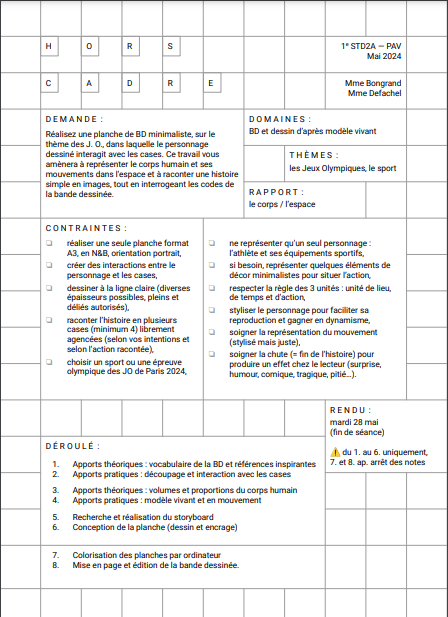 H O R S
1e STD2A — PAV
Mai 2024
C A D R E
Mme Bongrand
Mme Defachel
DEMANDE :
Réalisez une planche de BD minimaliste, sur le
thème des J. O., dans laquelle le personnage
dessiné interagit avec les cases. Ce travail vous
amènera à représenter le corps humain et ses
mouvements dans l'espace et à raconter une histoire
simple en images, tout en interrogeant les codes de
la bande dessinée.
DOMAINES :
BD et dessin d'après modèle vivant
THÈMES :
les Jeux Olympiques, le sport
RAPPORT :
le corps / l'espace
CONTRAINTES :
❏ réaliser une seule planche format
A3, en N&B, orientation portrait,
❏ créer des interactions entre le
personnage et les cases,
❏ dessiner à la ligne claire (diverses
épaisseurs possibles, pleins et
déliés autorisés),
❏ raconter l'histoire en plusieurs
cases (minimum 4) librement
agencées (selon vos intentions et
selon l'action racontée),
❏ choisir un sport ou une épreuve
olympique des JO de Paris 2024,
❏ ne représenter qu'un seul personnage :
l'athlète et ses équipements sportifs,
❏ si besoin, représenter quelques éléments de
décor minimalistes pour situer l'action,
❏ respecter la règle des 3 unités : unité de lieu,
de temps et d'action,
❏ styliser le personnage pour faciliter sa
reproduction et gagner en dynamisme,
❏ soigner la représentation du mouvement
(stylisé mais juste),
❏ soigner la chute (= fin de l'histoire) pour
produire un effet chez le lecteur (surprise,
humour, comique, tragique, pitié…).
RENDU :
mardi 28 mai
(fin de séance)
⚠️ du 1. au 6. uniquement,
7. et 8. ap. arrêt des notes
DÉROULÉ :
1. Apports théoriques : vocabulaire de la BD et références inspirantes
2. Apports pratiques : découpage et interaction avec les cases
3. Apports théoriques : volumes et proportions du corps humain
4. Apports pratiques : modèle vivant et en mouvement
5. Recherche et réalisation du storyboard
6. Conception de la planche (dessin et encrage)
7. Colorisation des planches par ordinateur
8. Mise en page et édition de la bande dessinée.